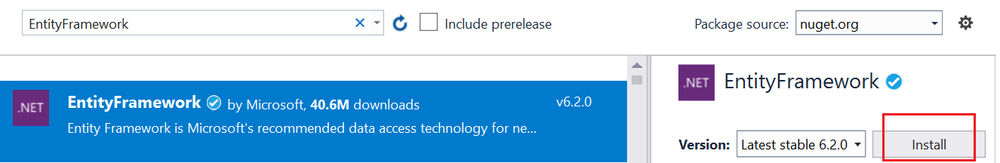 EntityFramework
Include prerelease
Package source: nuget.org
.NET EntityFramework by Microsoft, 40.6M downloads v6.2.0
Entity Framework is Microsoft's recommended data access technology for ne...
.NET EntityFramework
Version: Latest stable 6.2.0 Install